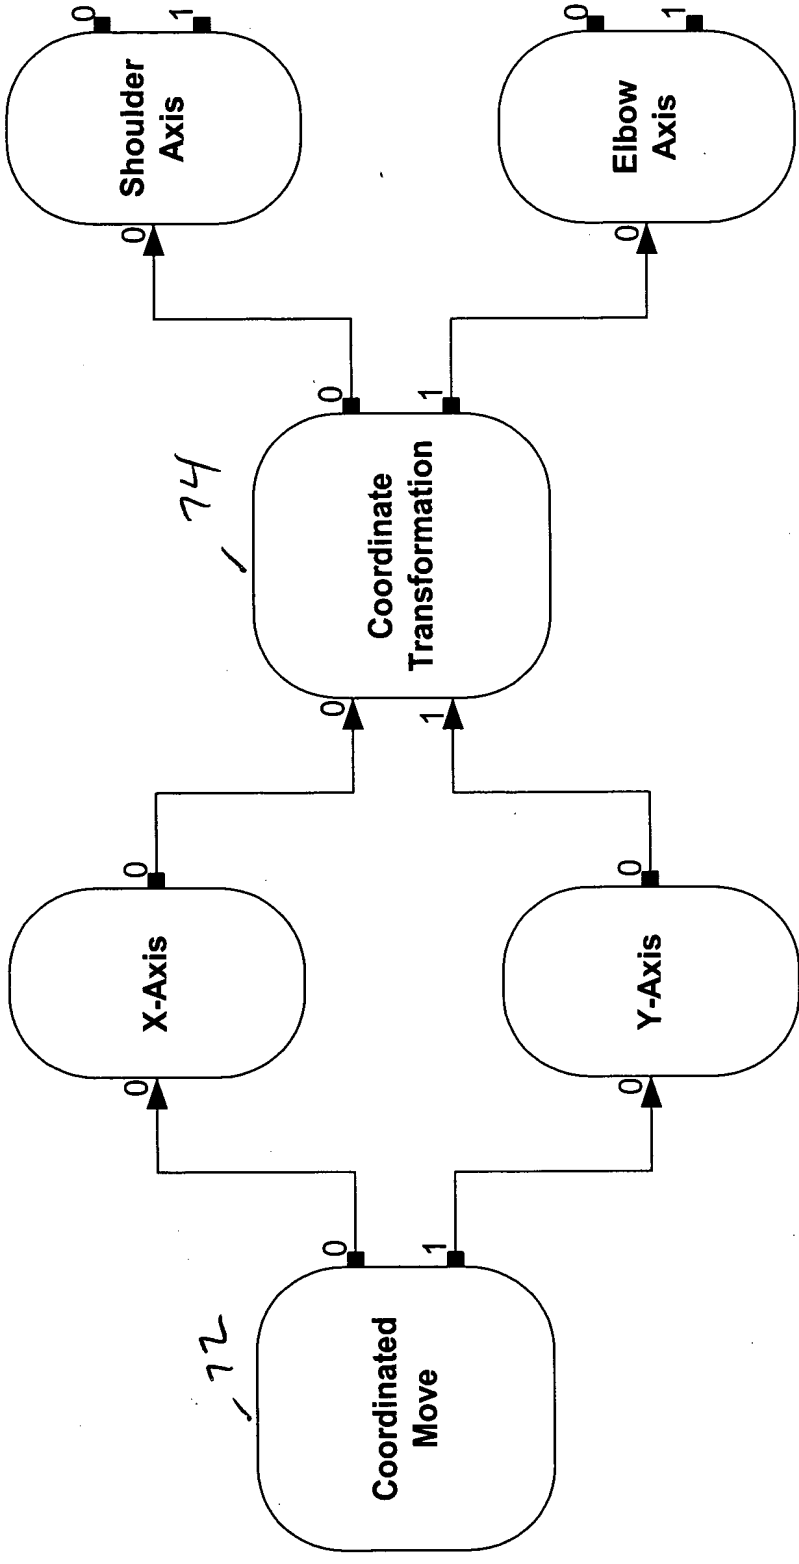 72
Coordinated
Move
0
1
0
X-Axis
0
0
Y-Axis
0
74
0
1
Coordinate
Transformation
0
1
0
Shoulder
Axis
0
1
0
Elbow
Axis
0
1